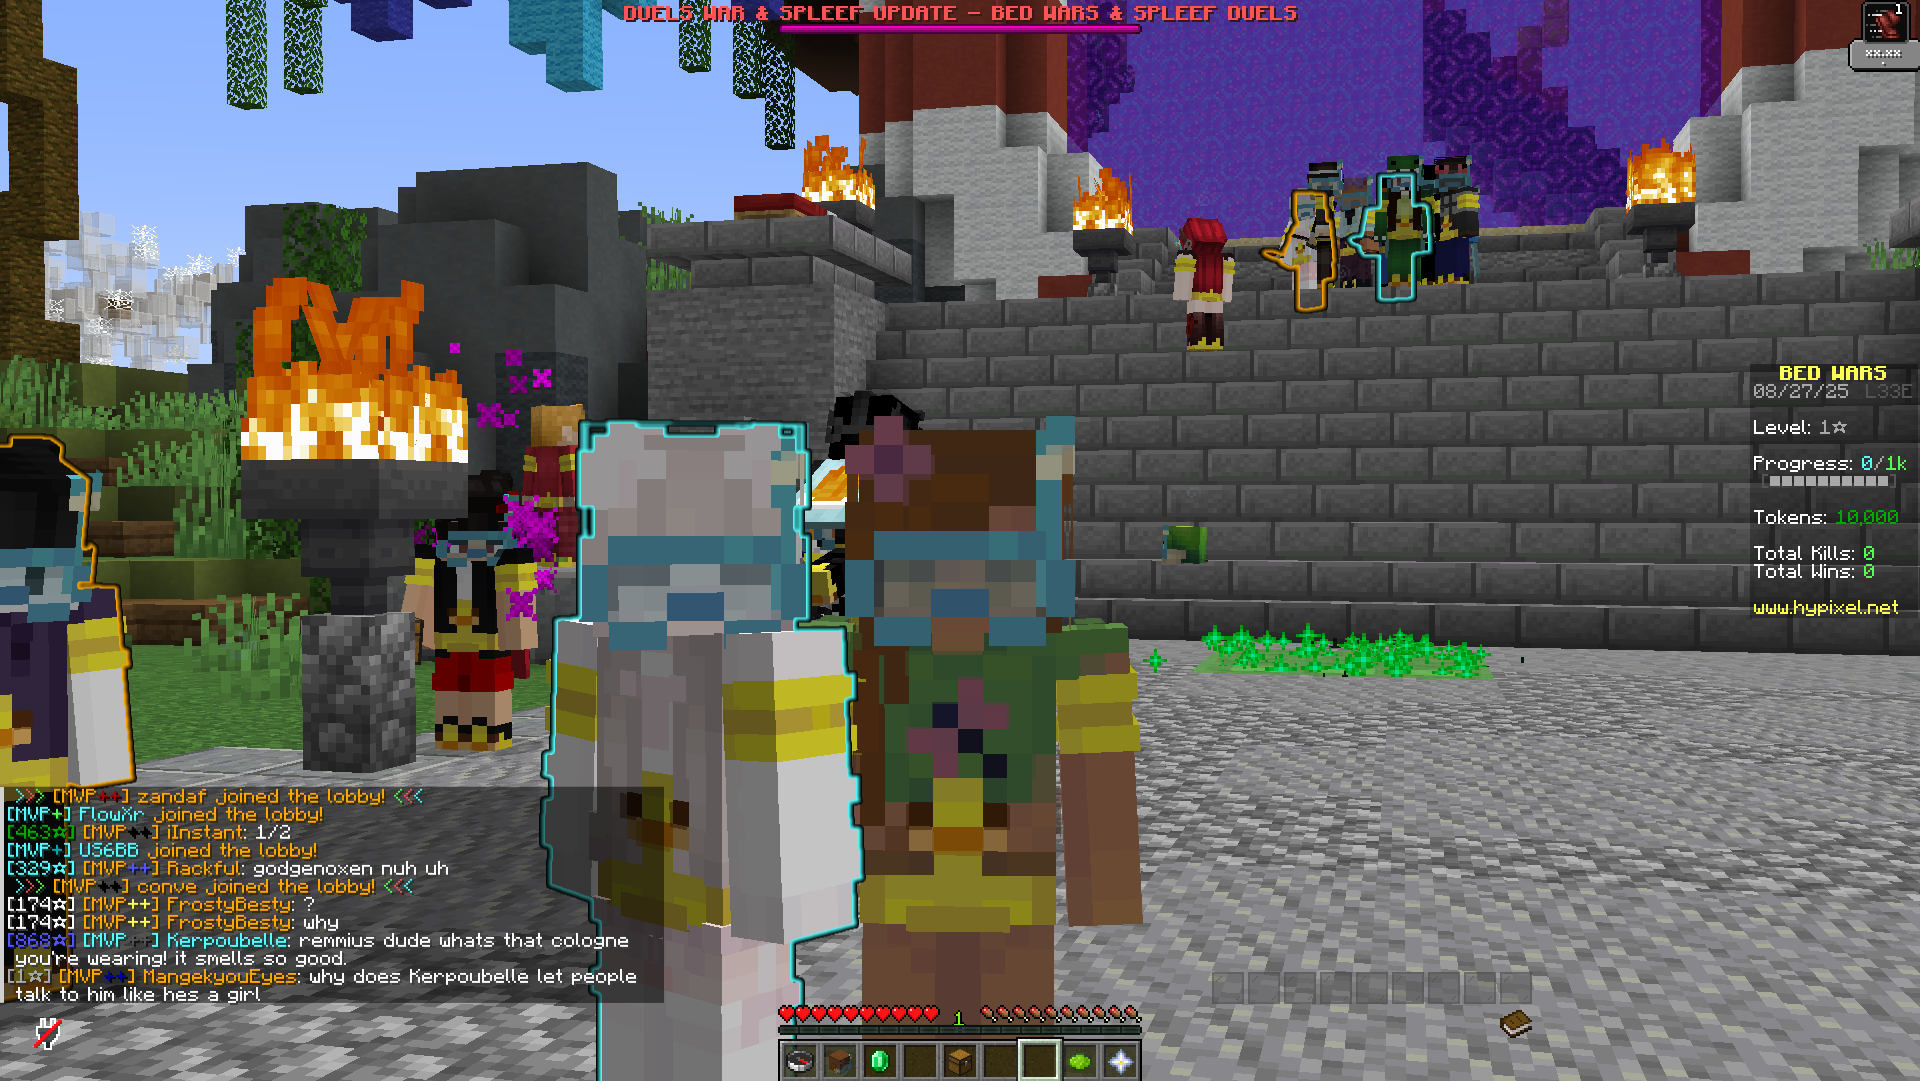 DUELS WAR & SPLEEF UPDATE - BED WARS & SPLEEF DUELS
1
xx.xx
BED WARS
08/27/25 L33E
Level: 1☆
Progress: 0/1k
Tokens: 10,000
Total Kills: 0
Total Wins: 0
www.hypixel.net
>>> [MVP++] zandaf joined the lobby! <<<
[MVP+] FlowXr joined the lobby!
[463☆] [MVP++] iInstant: 1/2
[MVP+] US6BB joined the lobby!
[329☆] [MVP++] Rackful: godgenoxen nuh uh
>>> [MVP++] conve joined the lobby! <<<
[174☆] [MVP++] FrostyBesty: ?
[174☆] [MVP++] FrostyBesty: why
[868☆] [MVP++] Kerpoubelle: remmius dude whats that cologne
you're wearing! it smells so good.
[1☆] [MVP++] MangekyouEyes: why does Kerpoubelle let people
talk to him like hes a girl
1